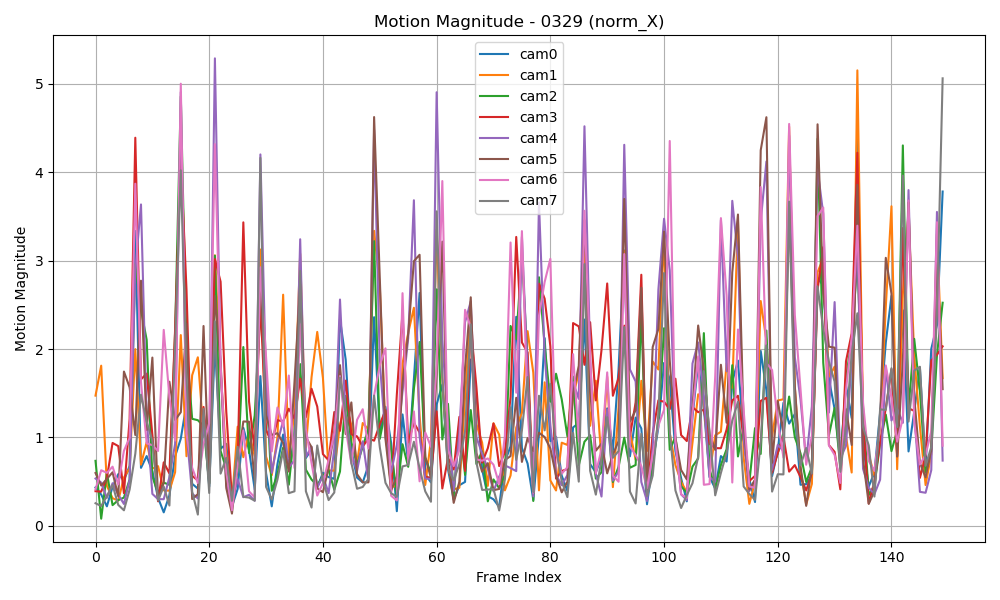 Motion Magnitude - 0329 (norm_X)
cam0
cam1
cam2
cam3
cam4
cam5
cam6
cam7
Motion Magnitude
5
4
3
2
1
0
0 20 40 60 80 100 120 140
Frame Index